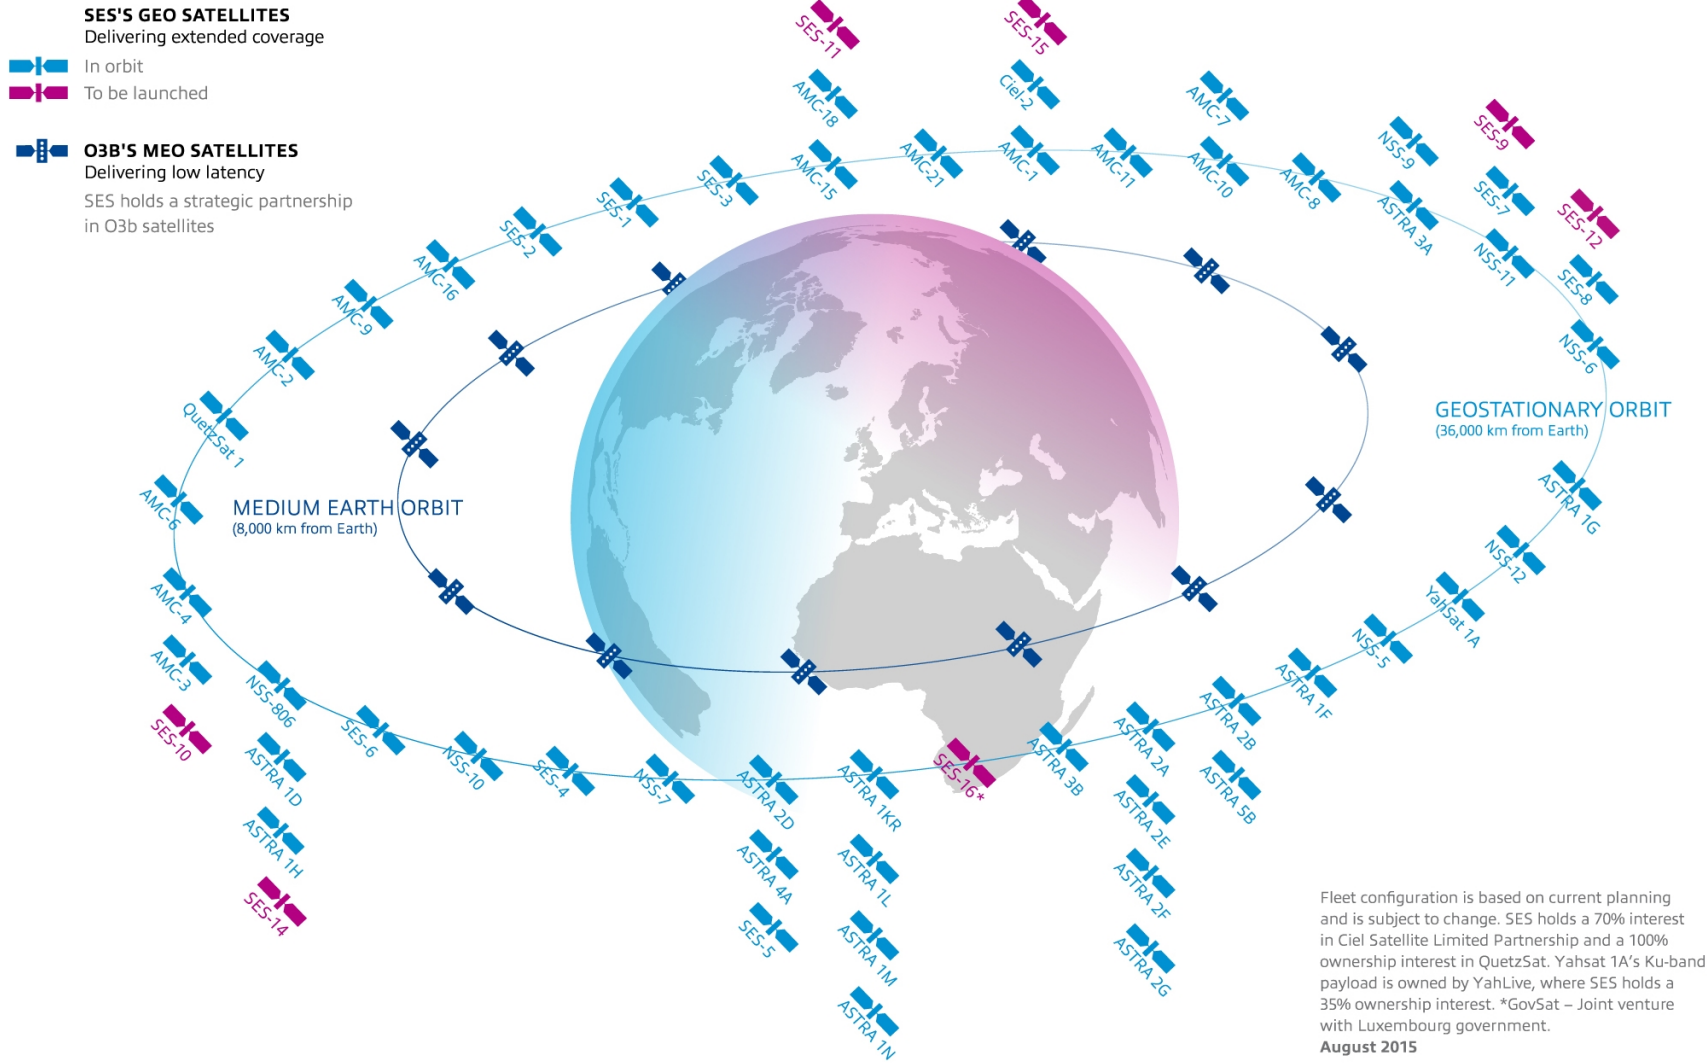 SES'S GEO SATELLITES
Delivering extended coverage
In orbit
To be launched
O3B'S MEO SATELLITES
Delivering low latency
SES holds a strategic partnership
in O3b satellites
SES-11
SES-15
AMC-18
Ciel-2
AMC-7
NSS-9
SES-9
SES-3
AMC-15
AMC-21
AMC-1
AMC-11
AMC-10
AMC-8
ASTRA 3A
SES-7
SES-12
SES-1
SES-2
AMC-16
AMC-9
AMC-2
QuetzSat 1
AMC-6
NSS-11
SES-8
NSS-6
GEOSTATIONARY ORBIT
(36,000 km from Earth)
MEDIUM EARTH ORBIT
(8,000 km from Earth)
ASTRA 1G
NSS-12
YahSat 1A
NSS-5
ASTRA 1F
ASTRA 2B
ASTRA 5B
ASTRA 2A
ASTRA 2E
ASTRA 2F
ASTRA 2G
ASTRA 3B
SES-16*
ASTRA 1KR
ASTRA 1L
ASTRA 1M
ASTRA 1N
ASTRA 2D
ASTRA 4A
SES-5
NSS-7
SES-4
NSS-10
SES-6
NSS-806
ASTRA 1D
ASTRA 1H
SES-14
AMC-4
AMC-3
SES-10
Fleet configuration is based on current planning
and is subject to change. SES holds a 70% interest
in Ciel Satellite Limited Partnership and a 100%
ownership interest in QuetzSat. Yahsat 1A's Ku-band
payload is owned by YahLive, where SES holds a
35% ownership interest. *GovSat – Joint venture
with Luxembourg government.
August 2015